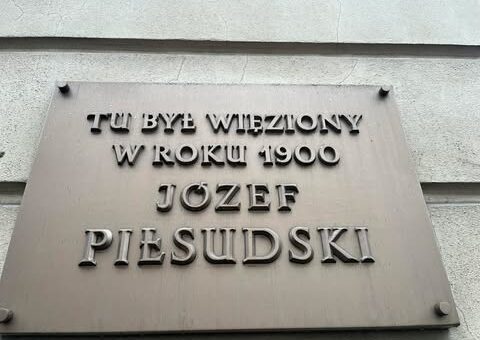 TU BYŁ WIĘZIONY
W ROKU 1900
JÓZEF
PIŁSUDSKI